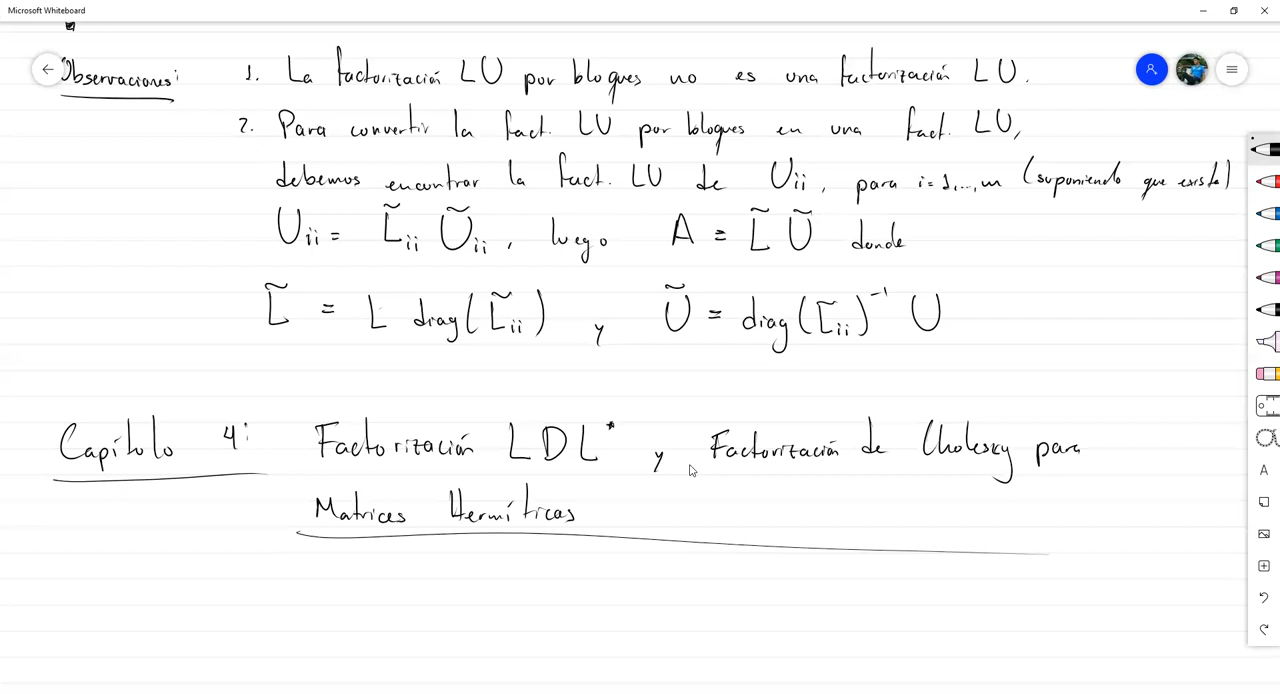 Microsoft Whiteboard
Observaciones: 1. La factorización LU por bloques no es una factorización LU.
2. Para convertir la fact. LU por bloques en una fact. LU,
debemos encontrar la fact. LU de Uᵢᵢ, para i=1,...,m (suponiendo que exista)
Uᵢᵢ = L̃ᵢᵢ Ũᵢᵢ, luego A = L̃ Ũ donde
L̃ = L diag(L̃ᵢᵢ) y Ũ = diag(L̃ᵢᵢ)⁻¹ U
Capítulo 4: Factorización LDL* y Factorización de Cholesky para
Matrices Hermíticas
A